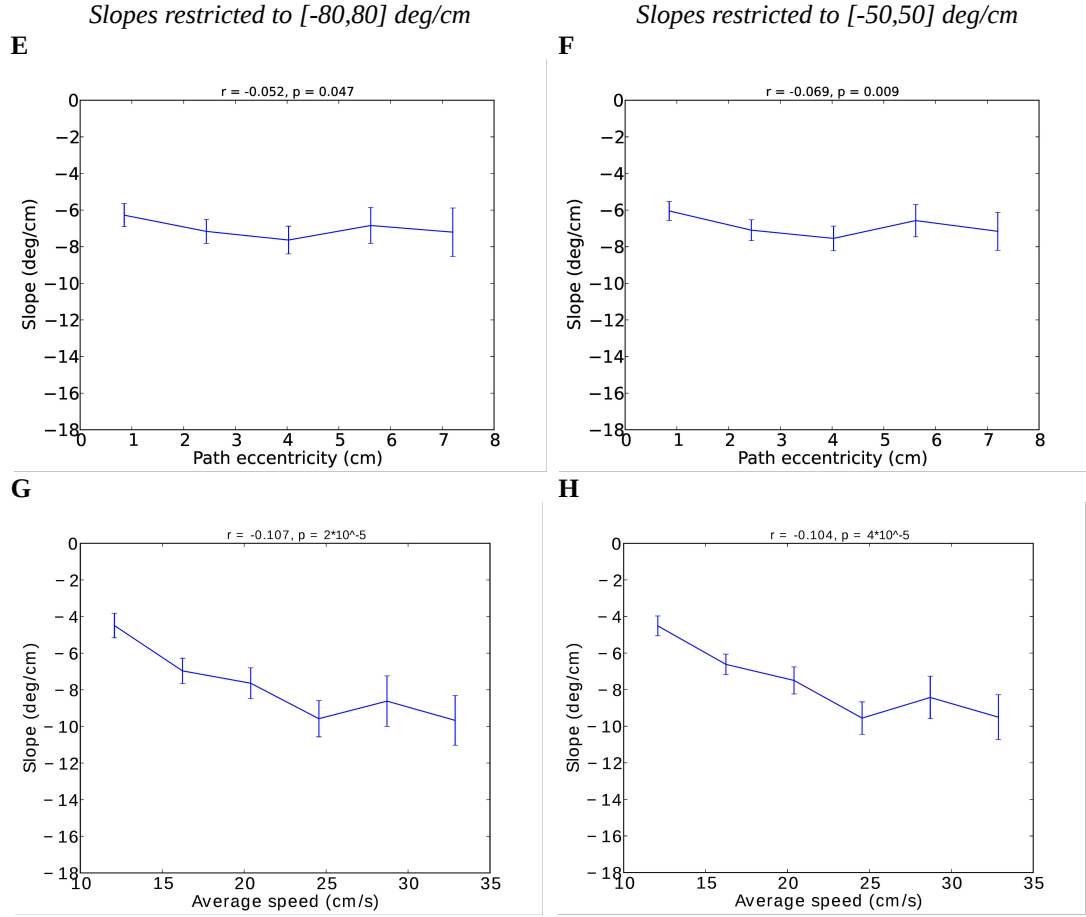 Slopes restricted to [-80,80] deg/cm
Slopes restricted to [-50,50] deg/cm
E
r = -0.052, p = 0.047
0
−2
−4
−6
−8
−10
−12
−14
−16
−18
Slope (deg/cm)
0 1 2 3 4 5 6 7 8
Path eccentricity (cm)
F
r = -0.069, p = 0.009
0
−2
−4
−6
−8
−10
−12
−14
−16
−18
Slope (deg/cm)
0 1 2 3 4 5 6 7 8
Path eccentricity (cm)
G
r = -0.107, p = 2*10^-5
0
−2
−4
−6
−8
−10
−12
−14
−16
−18
Slope (deg/cm)
10 15 20 25 30 35
Average speed (cm/s)
H
r = -0.104, p = 4*10^-5
0
−2
−4
−6
−8
−10
−12
−14
−16
−18
Slope (deg/cm)
10 15 20 25 30 35
Average speed (cm/s)